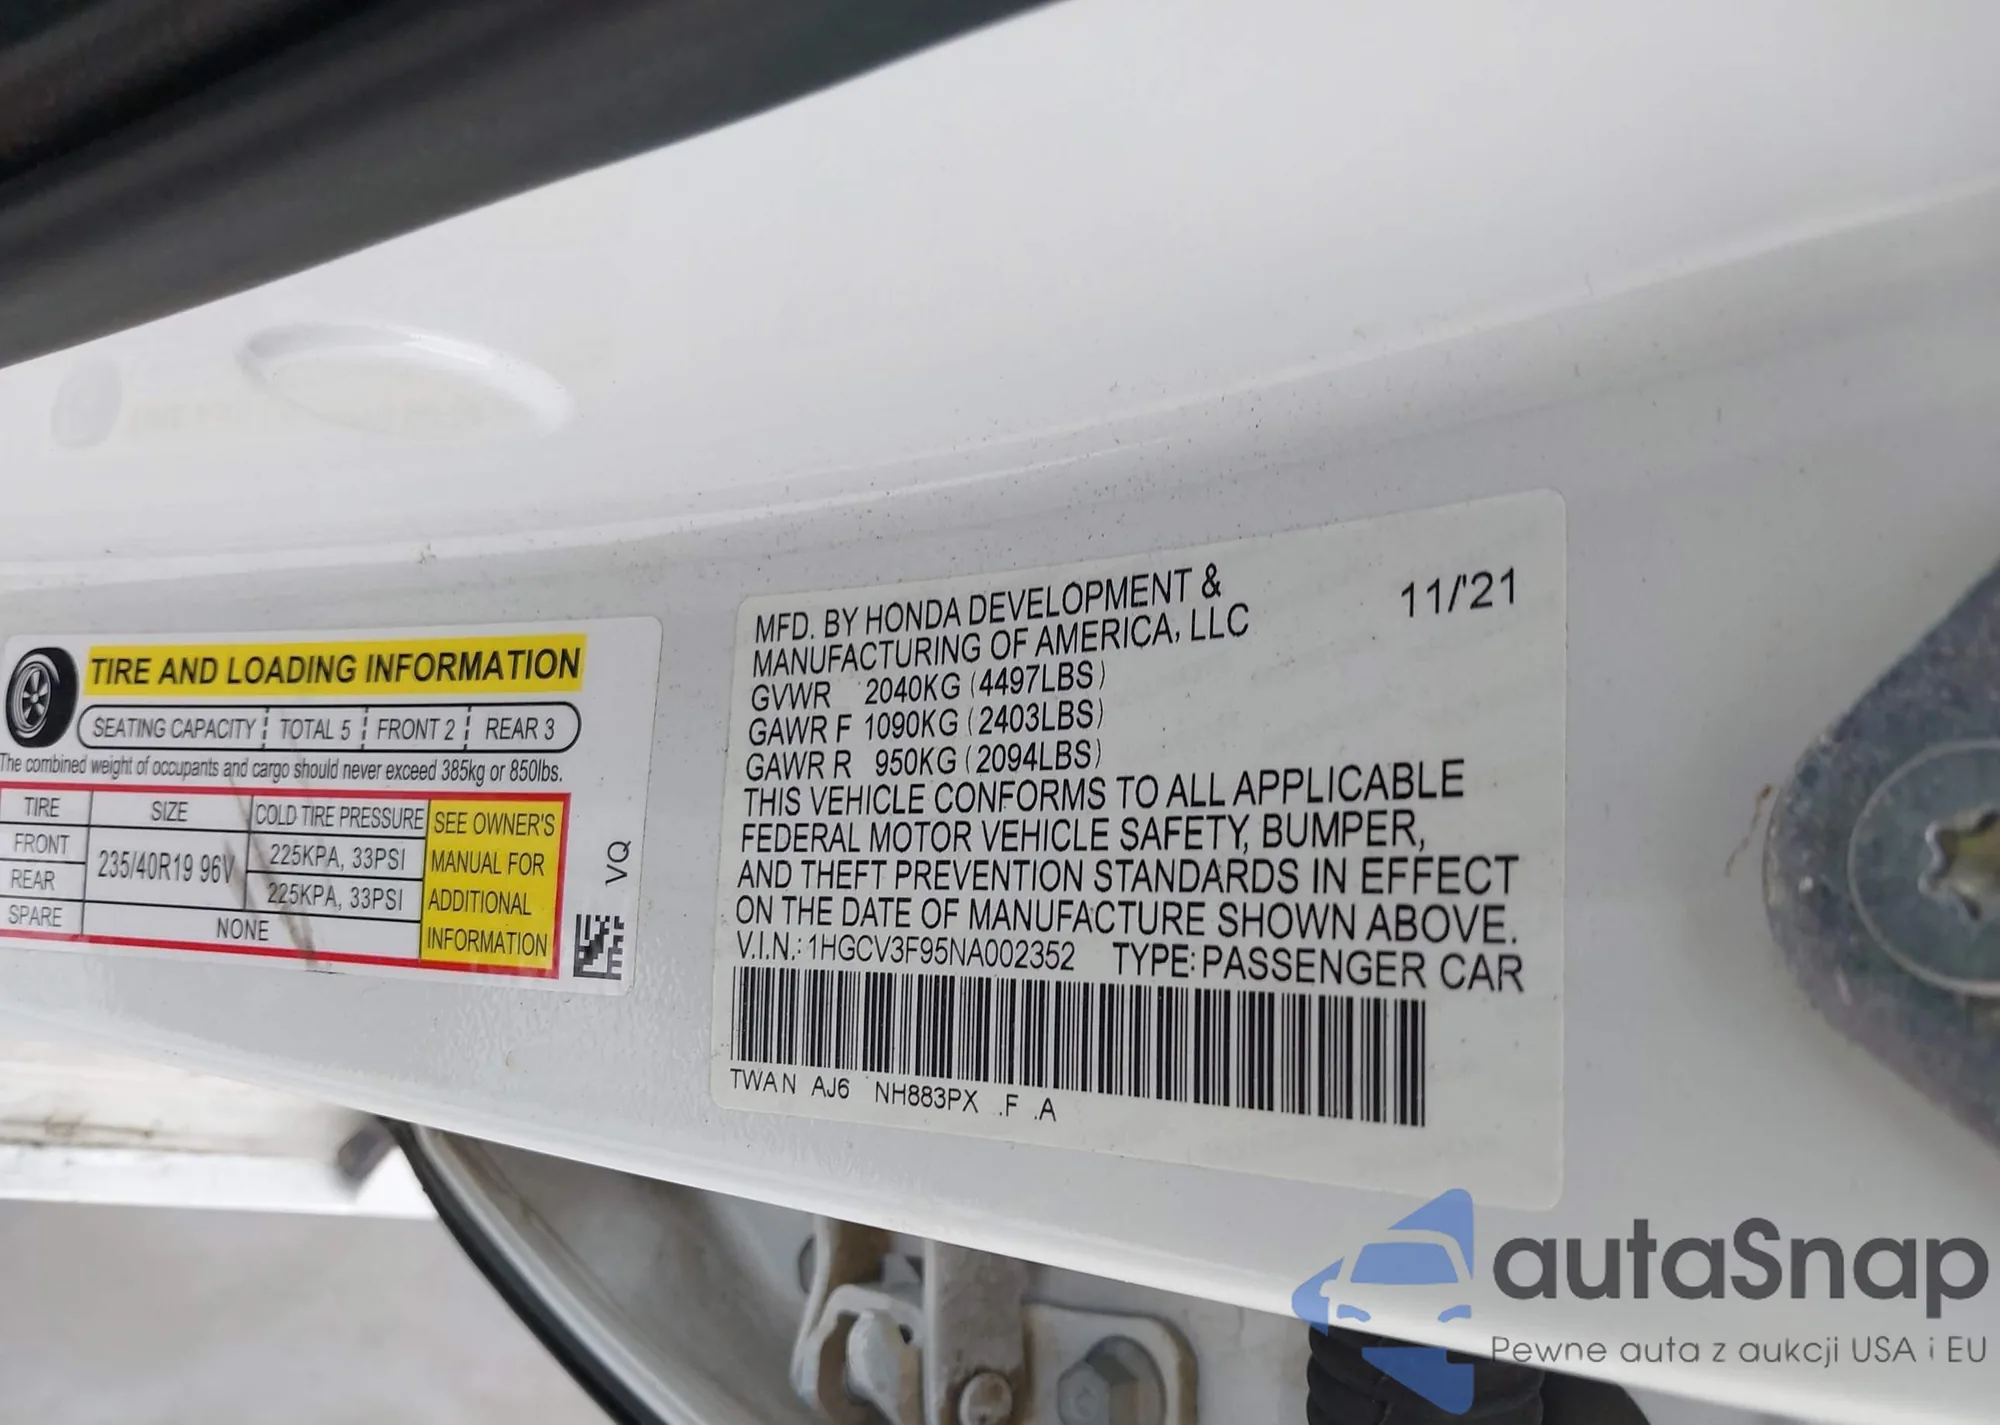 TIRE AND LOADING INFORMATION
SEATING CAPACITY TOTAL 5 FRONT 2 REAR 3
The combined weight of occupants and cargo should never exceed 385kg or 850lbs.
TIRE SIZE COLD TIRE PRESSURE
FRONT 235/40R19 96V 225KPA, 33PSI
REAR 225KPA, 33PSI
SPARE NONE
SEE OWNER'S
MANUAL FOR
ADDITIONAL
INFORMATION
VQ
MFD. BY HONDA DEVELOPMENT &
MANUFACTURING OF AMERICA, LLC
11/'21
GVWR 2040KG (4497LBS)
GAWR F 1090KG (2403LBS)
GAWR R 950KG (2094LBS)
THIS VEHICLE CONFORMS TO ALL APPLICABLE
FEDERAL MOTOR VEHICLE SAFETY, BUMPER,
AND THEFT PREVENTION STANDARDS IN EFFECT
ON THE DATE OF MANUFACTURE SHOWN ABOVE.
V.I.N.: 1HGCV3F95NA002352 TYPE: PASSENGER CAR
TWAN AJ6 NH883PX .F .A
autaSnap
Pewne auta z aukcji USA i EU